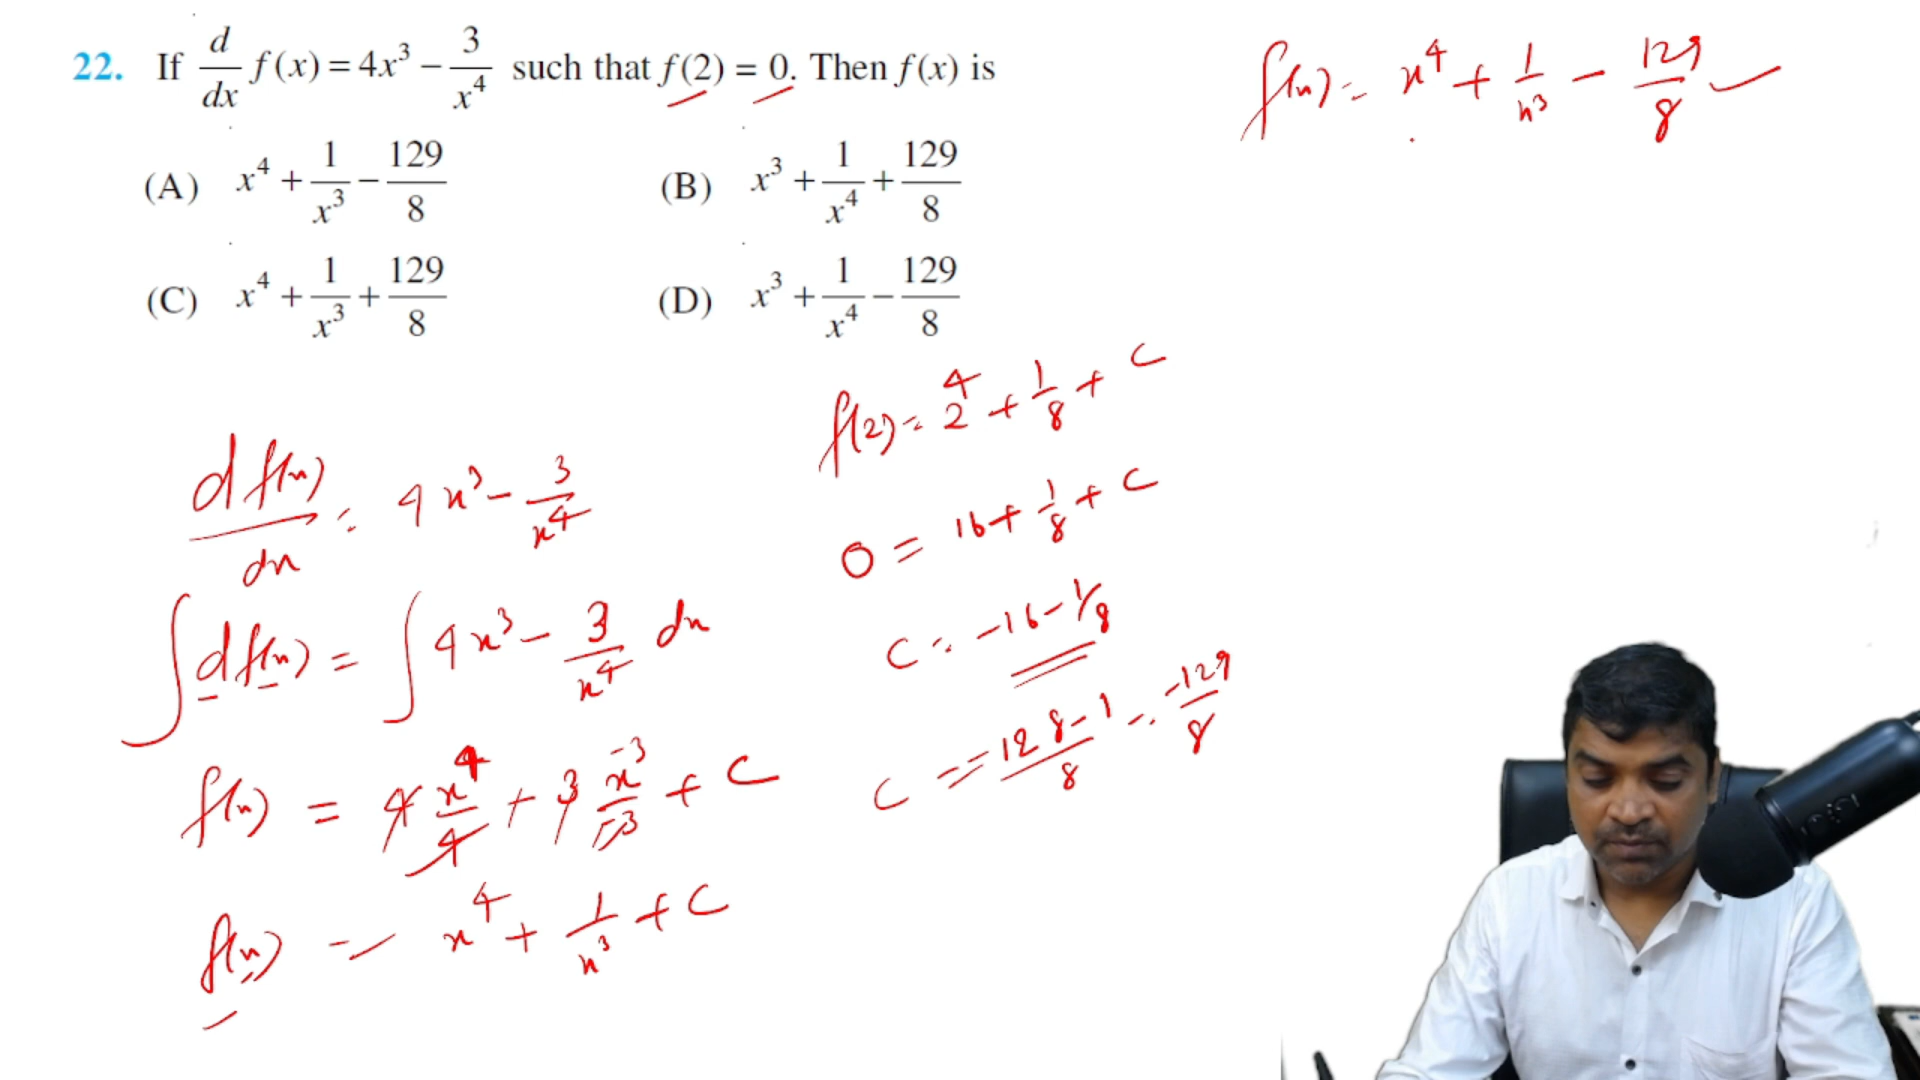 22. If d/dx f(x) = 4x³ − 3/x⁴ such that f(2) = 0. Then f(x) is
(A) x⁴ + 1/x³ − 129/8
(B) x³ + 1/x⁴ + 129/8
(C) x⁴ + 1/x³ + 129/8
(D) x³ + 1/x⁴ − 129/8
d f(x)/dx = 4x³ − 3/x⁴
∫ d f(x) = ∫ 4x³ − 3/x⁴ dx
f(x) = 4 x⁴/4 + 3 x⁻³/-3 + C
f(x) = x⁴ + 1/x³ + C
f(2) = 2⁴ + 1/8 + C
0 = 16 + 1/8 + C
C = −16 − 1/8
C = −128 − 1/8 = −129/8
f(x) = x⁴ + 1/x³ − 129/8